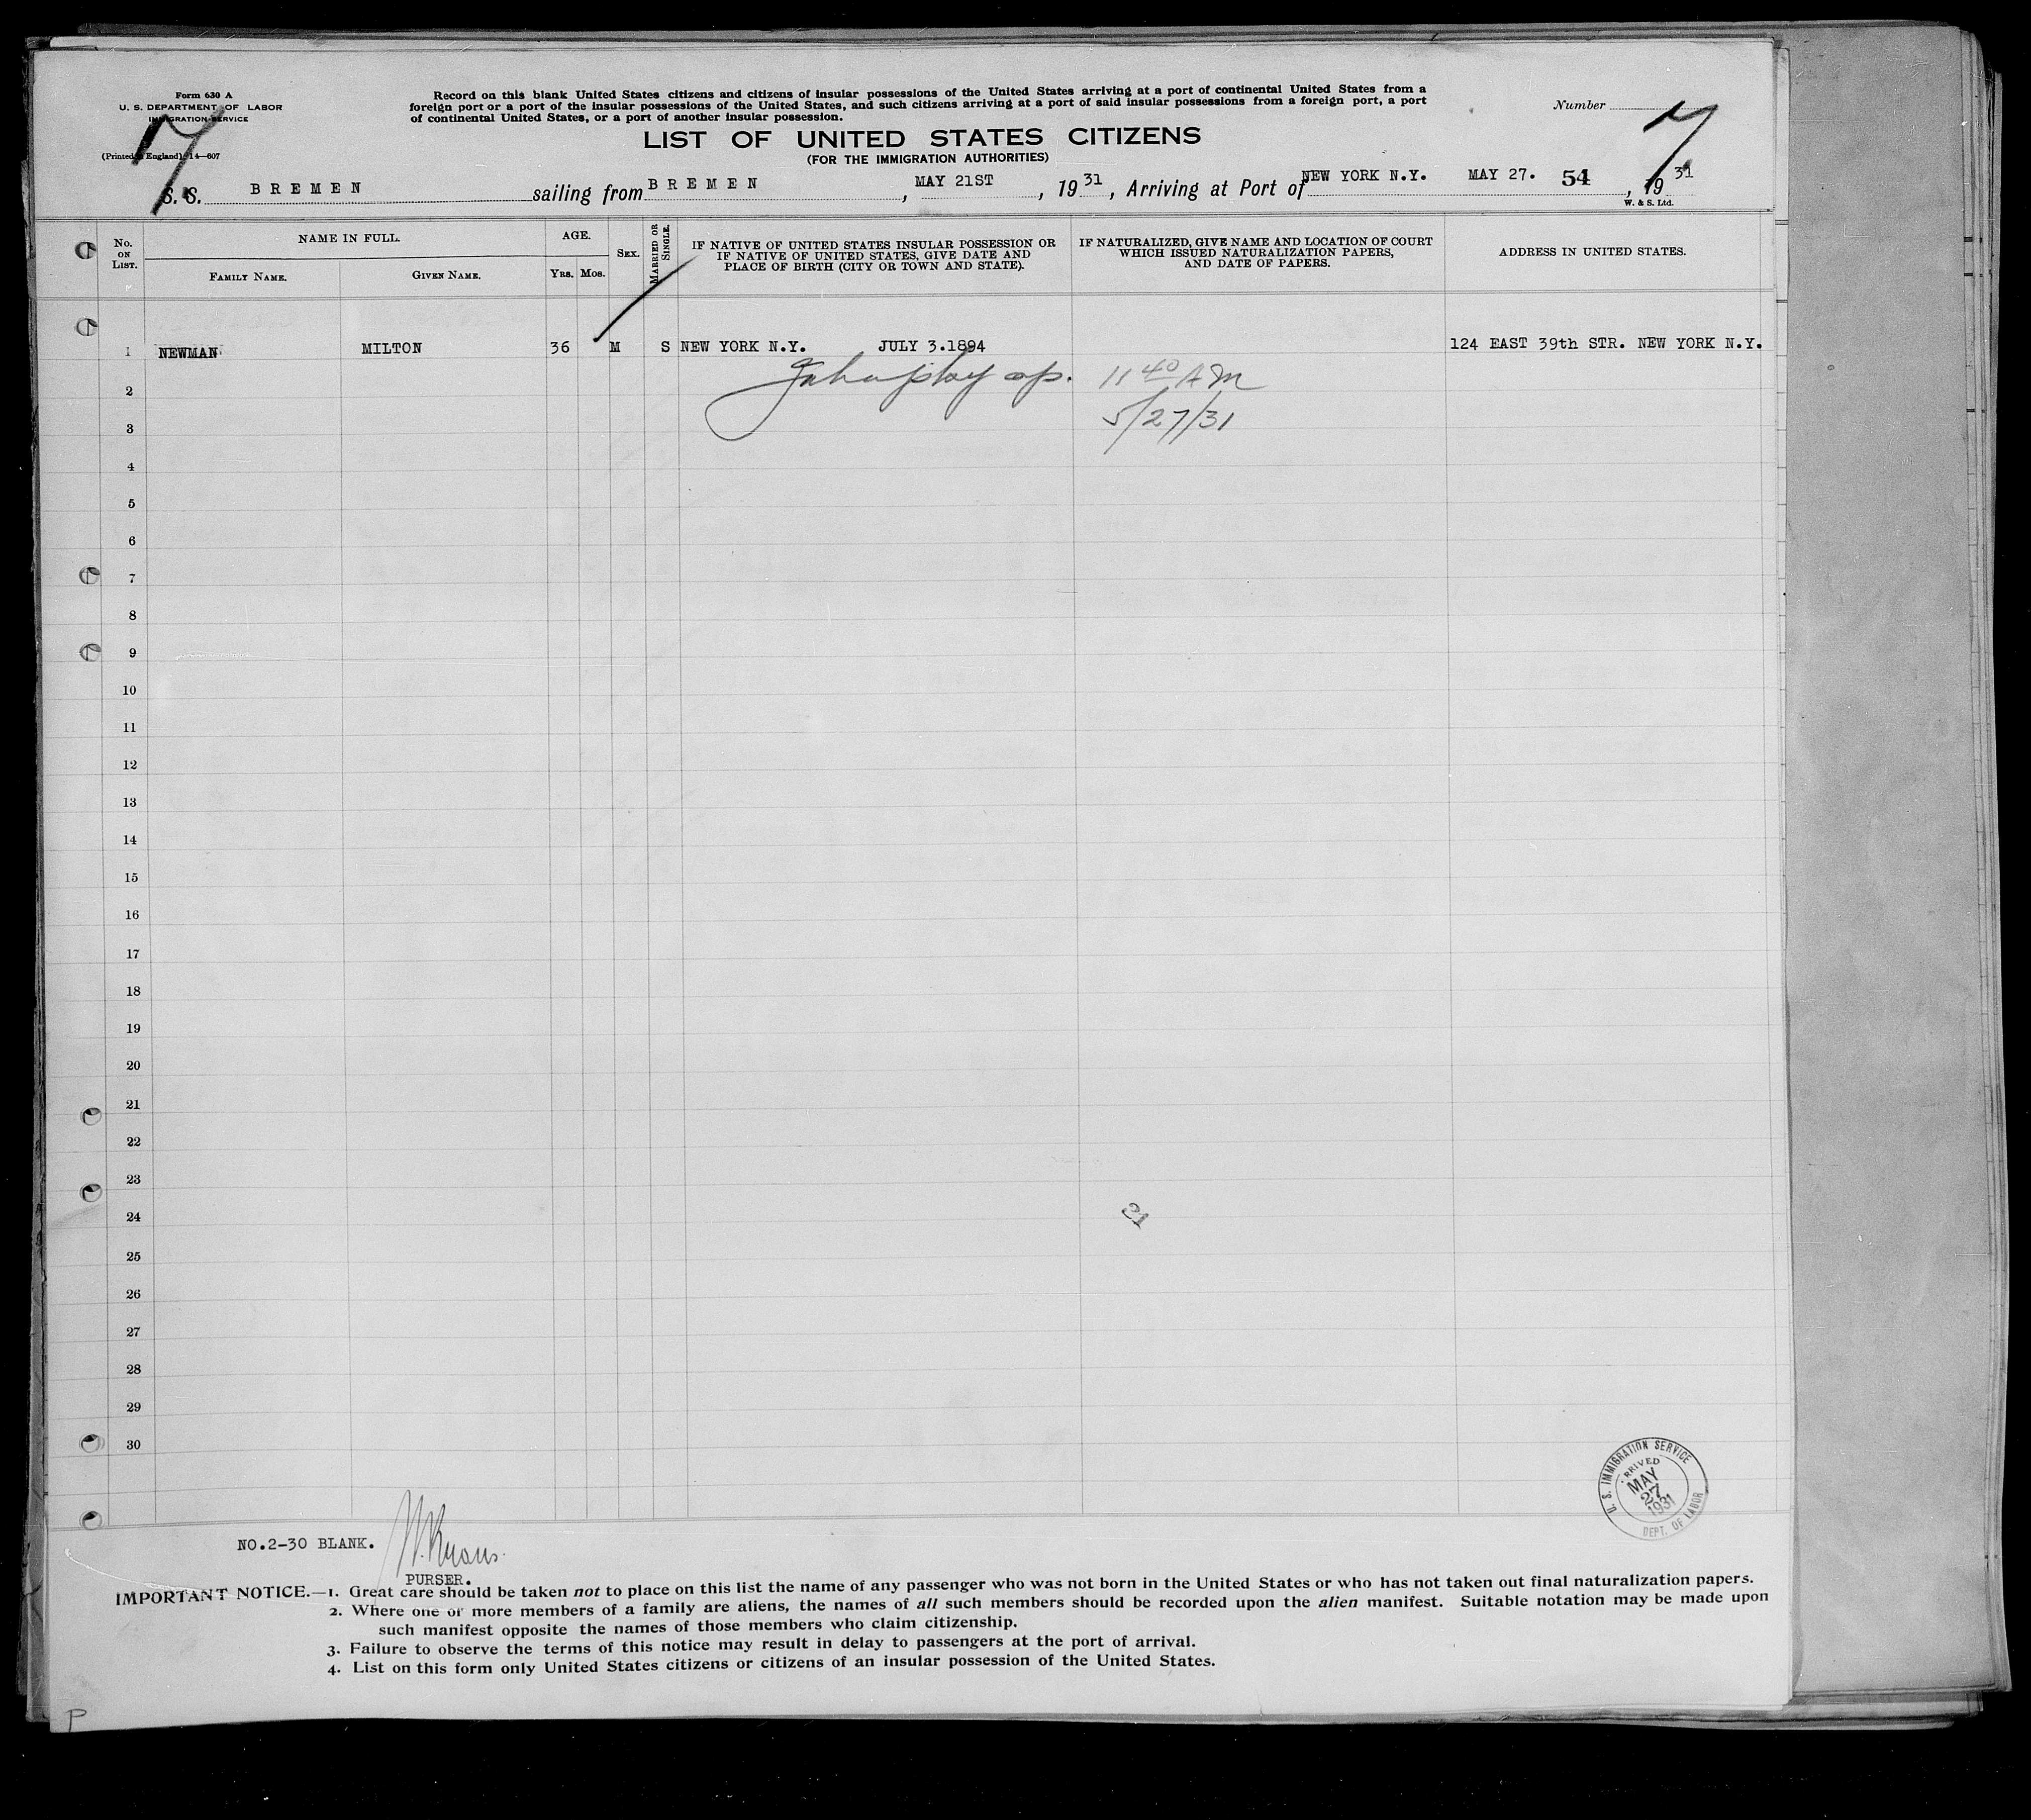 Form 630 A
U. S. DEPARTMENT OF LABOR
IMMIGRATION SERVICE
(Printed in England) 14—607
Record on this blank United States citizens and citizens of insular possessions of the United States arriving at a port of continental United States from a
foreign port or a port of the insular possessions of the United States, and such citizens arriving at a port of said insular possessions from a foreign port, a port
of continental United States, or a port of another insular possession.
Number
7
7
LIST OF UNITED STATES CITIZENS
(FOR THE IMMIGRATION AUTHORITIES)
S. S. BREMEN sailing from BREMEN, MAY 21ST, 1931, Arriving at Port of NEW YORK N.Y. MAY 27. 54, 1931
W. & S. Ltd.
No. ON LIST.
NAME IN FULL.
FAMILY NAME.
GIVEN NAME.
AGE.
YRS. MOS.
SEX.
MARRIED OR SINGLE.
IF NATIVE OF UNITED STATES INSULAR POSSESSION OR
IF NATIVE OF UNITED STATES, GIVE DATE AND
PLACE OF BIRTH (CITY OR TOWN AND STATE).
IF NATURALIZED, GIVE NAME AND LOCATION OF COURT
WHICH ISSUED NATURALIZATION PAPERS,
AND DATE OF PAPERS.
ADDRESS IN UNITED STATES.
1 NEWMAN MILTON 36 M S NEW YORK N.Y. JULY 3.1894 124 EAST 39th STR. NEW YORK N.Y.
11 40 AM
2
5/27/31
3
4
5
6
7
8
9
10
11
12
13
14
15
16
17
18
19
20
21
22
23
24
21
25
26
27
28
29
30
U. S. IMMIGRATION SERVICE
ARRIVED
MAY
27
1931
DEPT. OF LABOR
NO.2-30 BLANK.
PURSER.
IMPORTANT NOTICE.—1. Great care should be taken not to place on this list the name of any passenger who was not born in the United States or who has not taken out final naturalization papers.
2. Where one or more members of a family are aliens, the names of all such members should be recorded upon the alien manifest. Suitable notation may be made upon
such manifest opposite the names of those members who claim citizenship.
3. Failure to observe the terms of this notice may result in delay to passengers at the port of arrival.
4. List on this form only United States citizens or citizens of an insular possession of the United States.
P